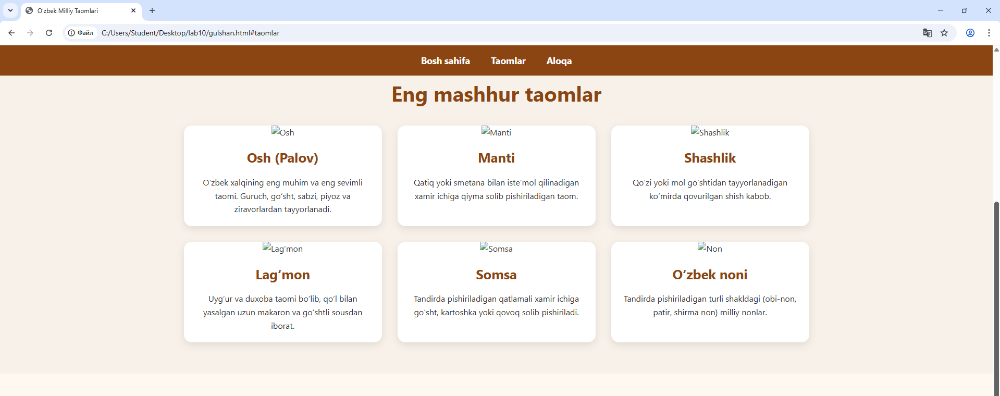 O‘zbek Milliy Taomlari
Файл
C:/Users/Student/Desktop/lab10/gulshan.html#taomlar
Bosh sahifa Taomlar Aloqa
Eng mashhur taomlar
Osh
Osh (Palov)
O‘zbek xalqining eng muhim va eng sevimli
taomi. Guruch, go‘sht, sabzi, piyoz va
ziravorlardan tayyorlanadi.
Manti
Manti
Qatiq yoki smetana bilan iste’mol qilinadigan
xamir ichiga qiyma solib pishiriladigan taom.
Shashlik
Shashlik
Qo‘zi yoki mol go‘shtidan tayyorlanadigan
ko‘mirda qovurilgan shish kabob.
Lag‘mon
Lag‘mon
Uyg‘ur va duxoba taomi bo‘lib, qo‘l bilan
yasalgan uzun makaron va go‘shtli sousdan
iborat.
Somsa
Somsa
Tandirda pishiriladigan qatlamali xamir ichiga
go‘sht, kartoshka yoki qovoq solib pishiriladi.
Non
O‘zbek noni
Tandirda pishiriladigan turli shakldagi (obi-non,
patir, shirma non) milliy nonlar.